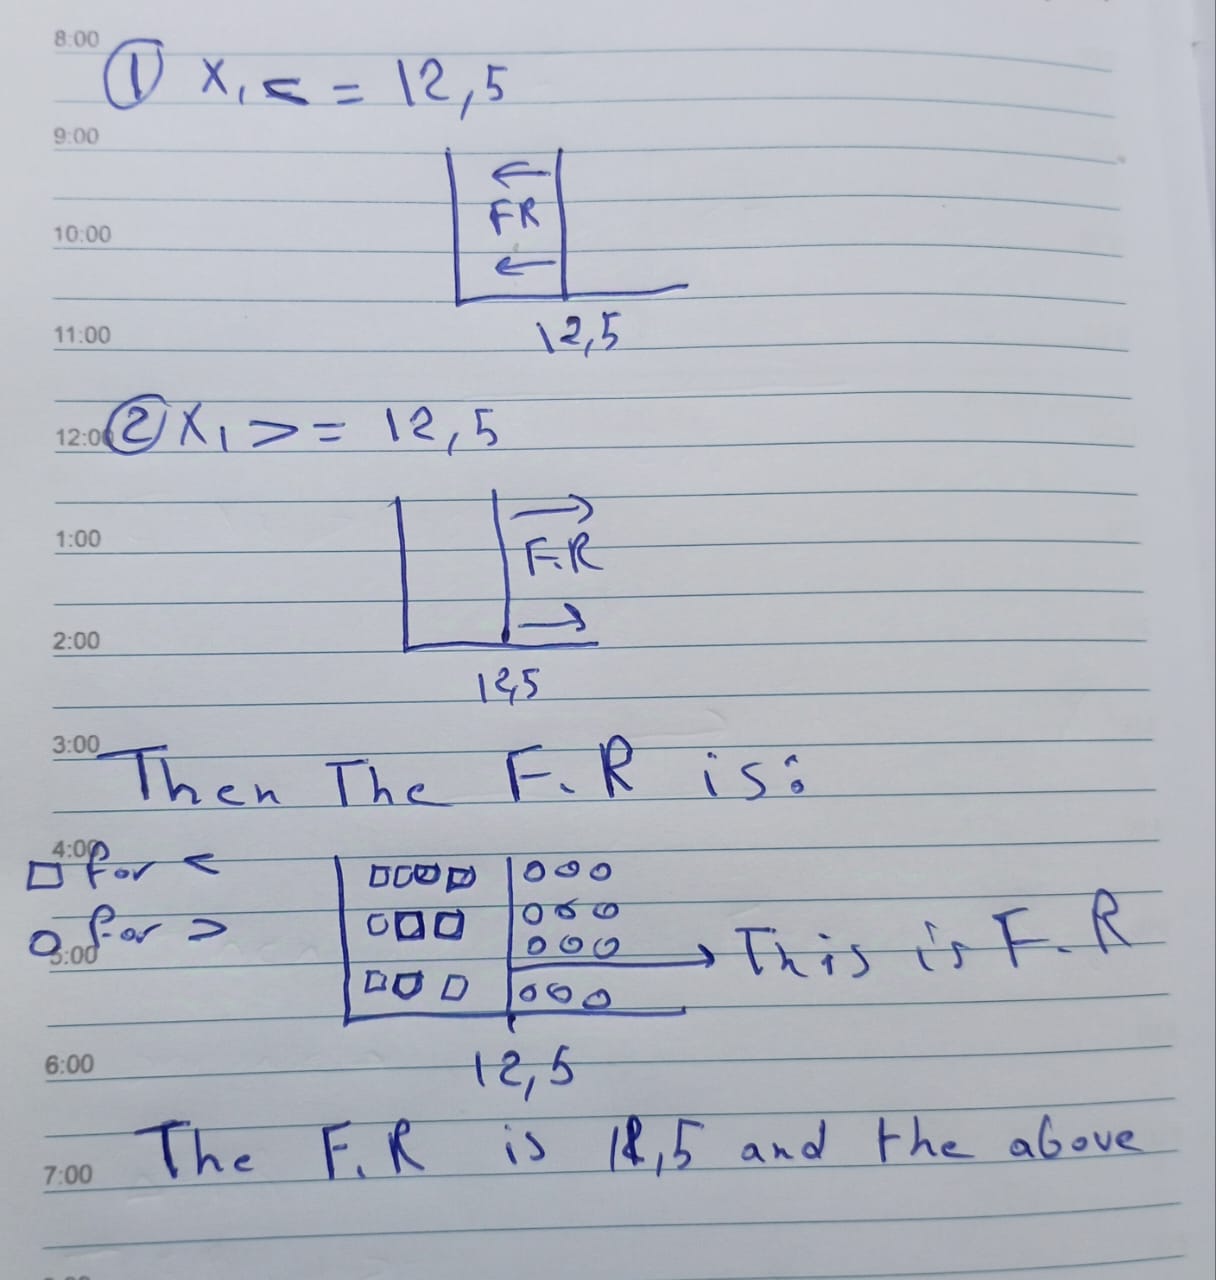 8:00
① X₁ <= 12,5
9:00
FR
10:00
12,5
11:00
12:00 ② X₁ >= 12,5
1:00
F.R
2:00
12,5
3:00
Then The F.R is:
4:00
□ for <
○ for >
5:00
This is F.R
12,5
6:00
The F.R is 12,5 and the above
7:00